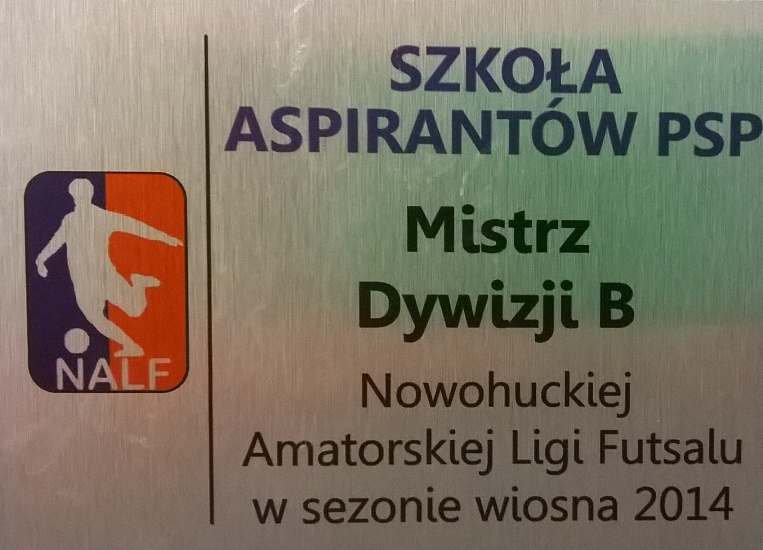 SZKOŁA
ASPIRANTÓW PSP
Mistrz
Dywizji B
Nowohuckiej
Amatorskiej Ligi Futsalu
w sezonie wiosna 2014
NALF